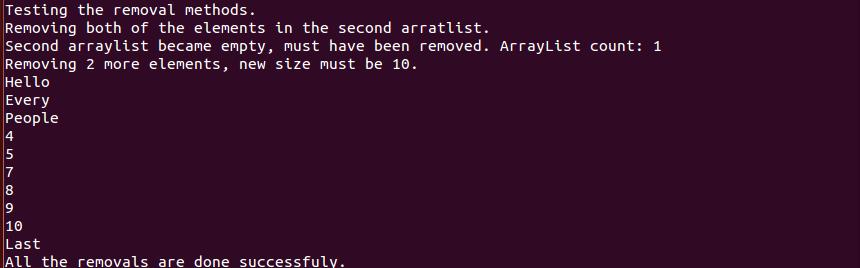 Testing the removal methods.
Removing both of the elements in the second arratlist.
Second arraylist became empty, must have been removed. ArrayList count: 1
Removing 2 more elements, new size must be 10.
Hello
Every
People
4
5
7
8
9
10
Last
All the removals are done successfuly.